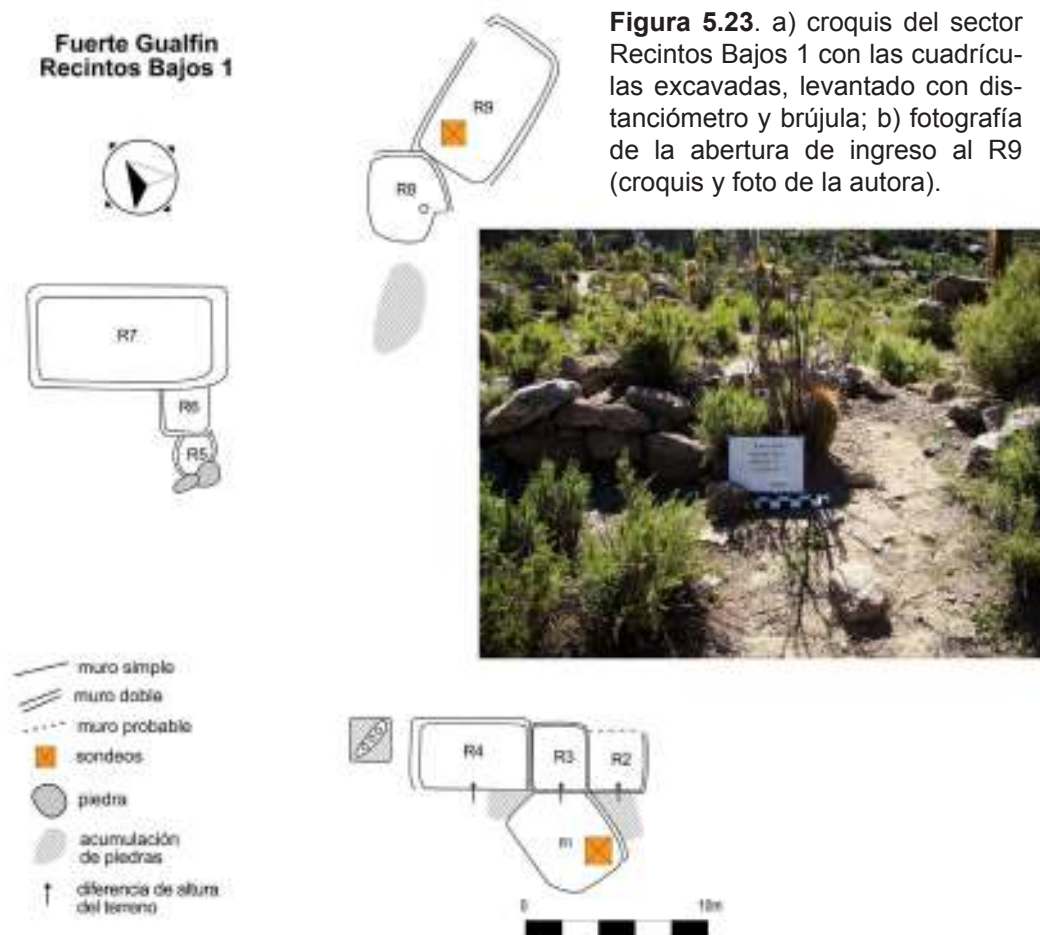 Fuerte Gualfin
Recintos Bajos 1
Figura 5.23. a) croquis del sector
Recintos Bajos 1 con las cuadrícu-
las excavadas, levantado con dis-
tanciómetro y brújula; b) fotografía
de la abertura de ingreso al R9
(croquis y foto de la autora).
R9
R8
R7
R6
R5
muro simple
muro doble
muro probable
sondeos
piedra
acumulación
de piedras
diferencia de altura
del terreno
R4
R3
R2
0
10m